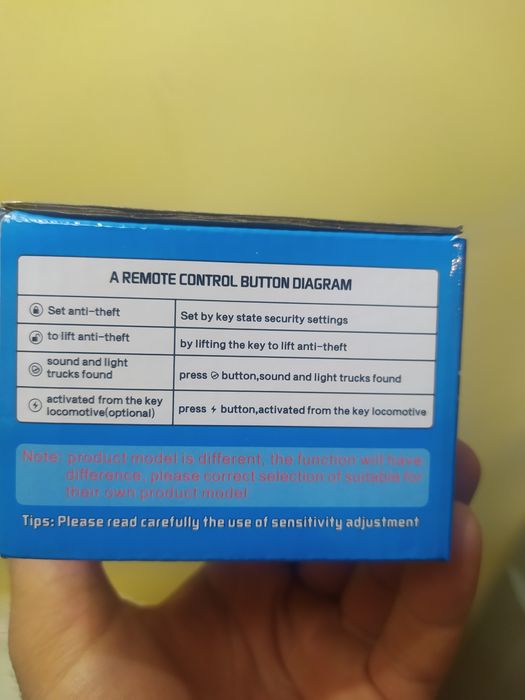 A REMOTE CONTROL BUTTON DIAGRAM
Set anti-theft
Set by key state security settings
to lift anti-theft
by lifting the key to lift anti-theft
sound and light
trucks found
press button,sound and light trucks found
activated from the key
locomotive(optional)
press button,activated from the key locomotive
Note: product model is different, the function will have
difference, please correct selection of suitable for
their own product model
Tips: Please read carefully the use of sensitivity adjustment